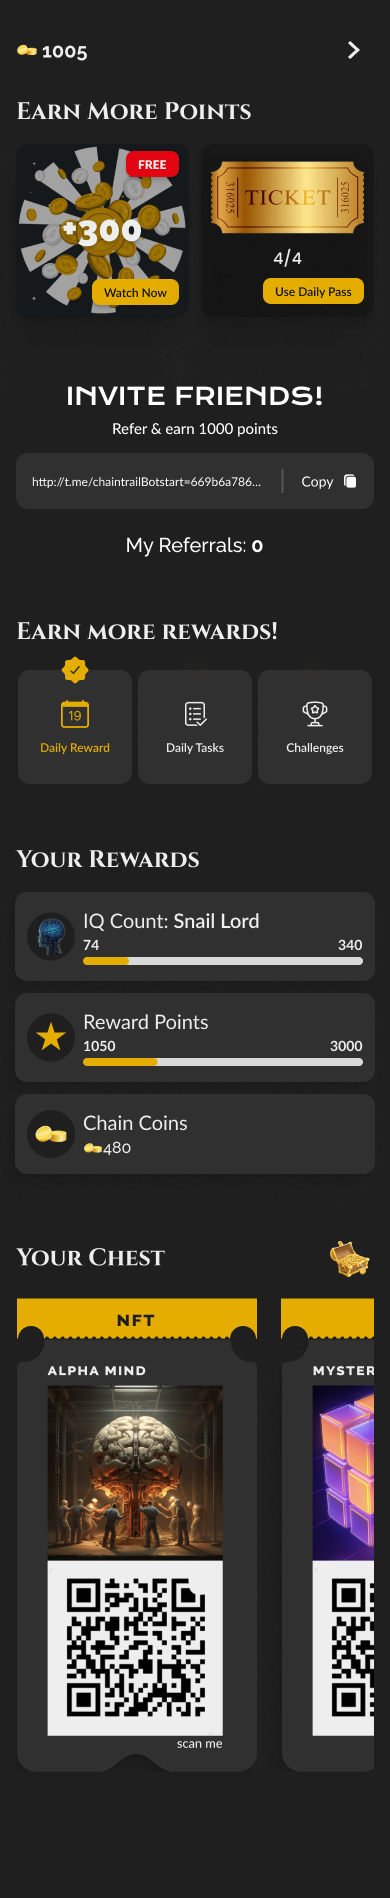 1005
Earn More Points
FREE
+300
Watch Now
316025
TICKET
316025
4/4
Use Daily Pass
INVITE FRIENDS!
Refer & earn 1000 points
http://t.me/chaintrailBotstart=669b6a786...
Copy
My Referrals: 0
Earn more rewards!
19
Daily Reward
Daily Tasks
Challenges
Your Rewards
IQ Count: Snail Lord
74
340
Reward Points
1050
3000
Chain Coins
480
Your Chest
NFT
ALPHA MIND
MYSTER
scan me